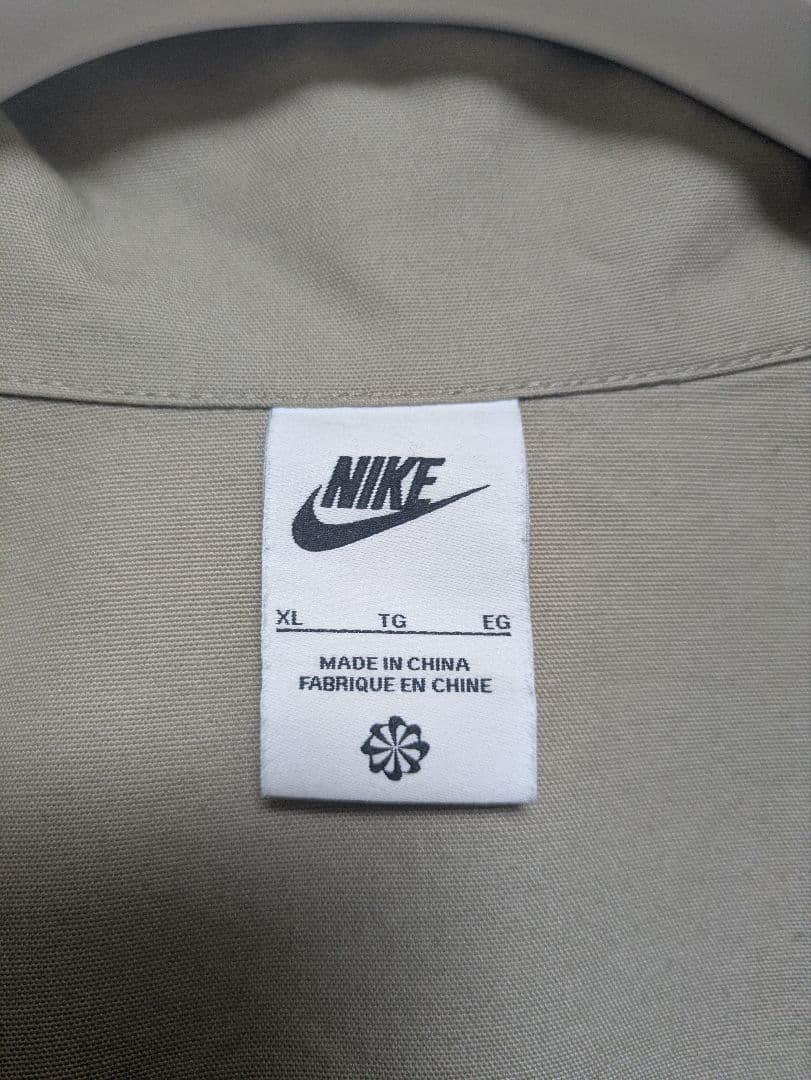 NIKE
XL TG EG
MADE IN CHINA
FABRIQUE EN CHINE